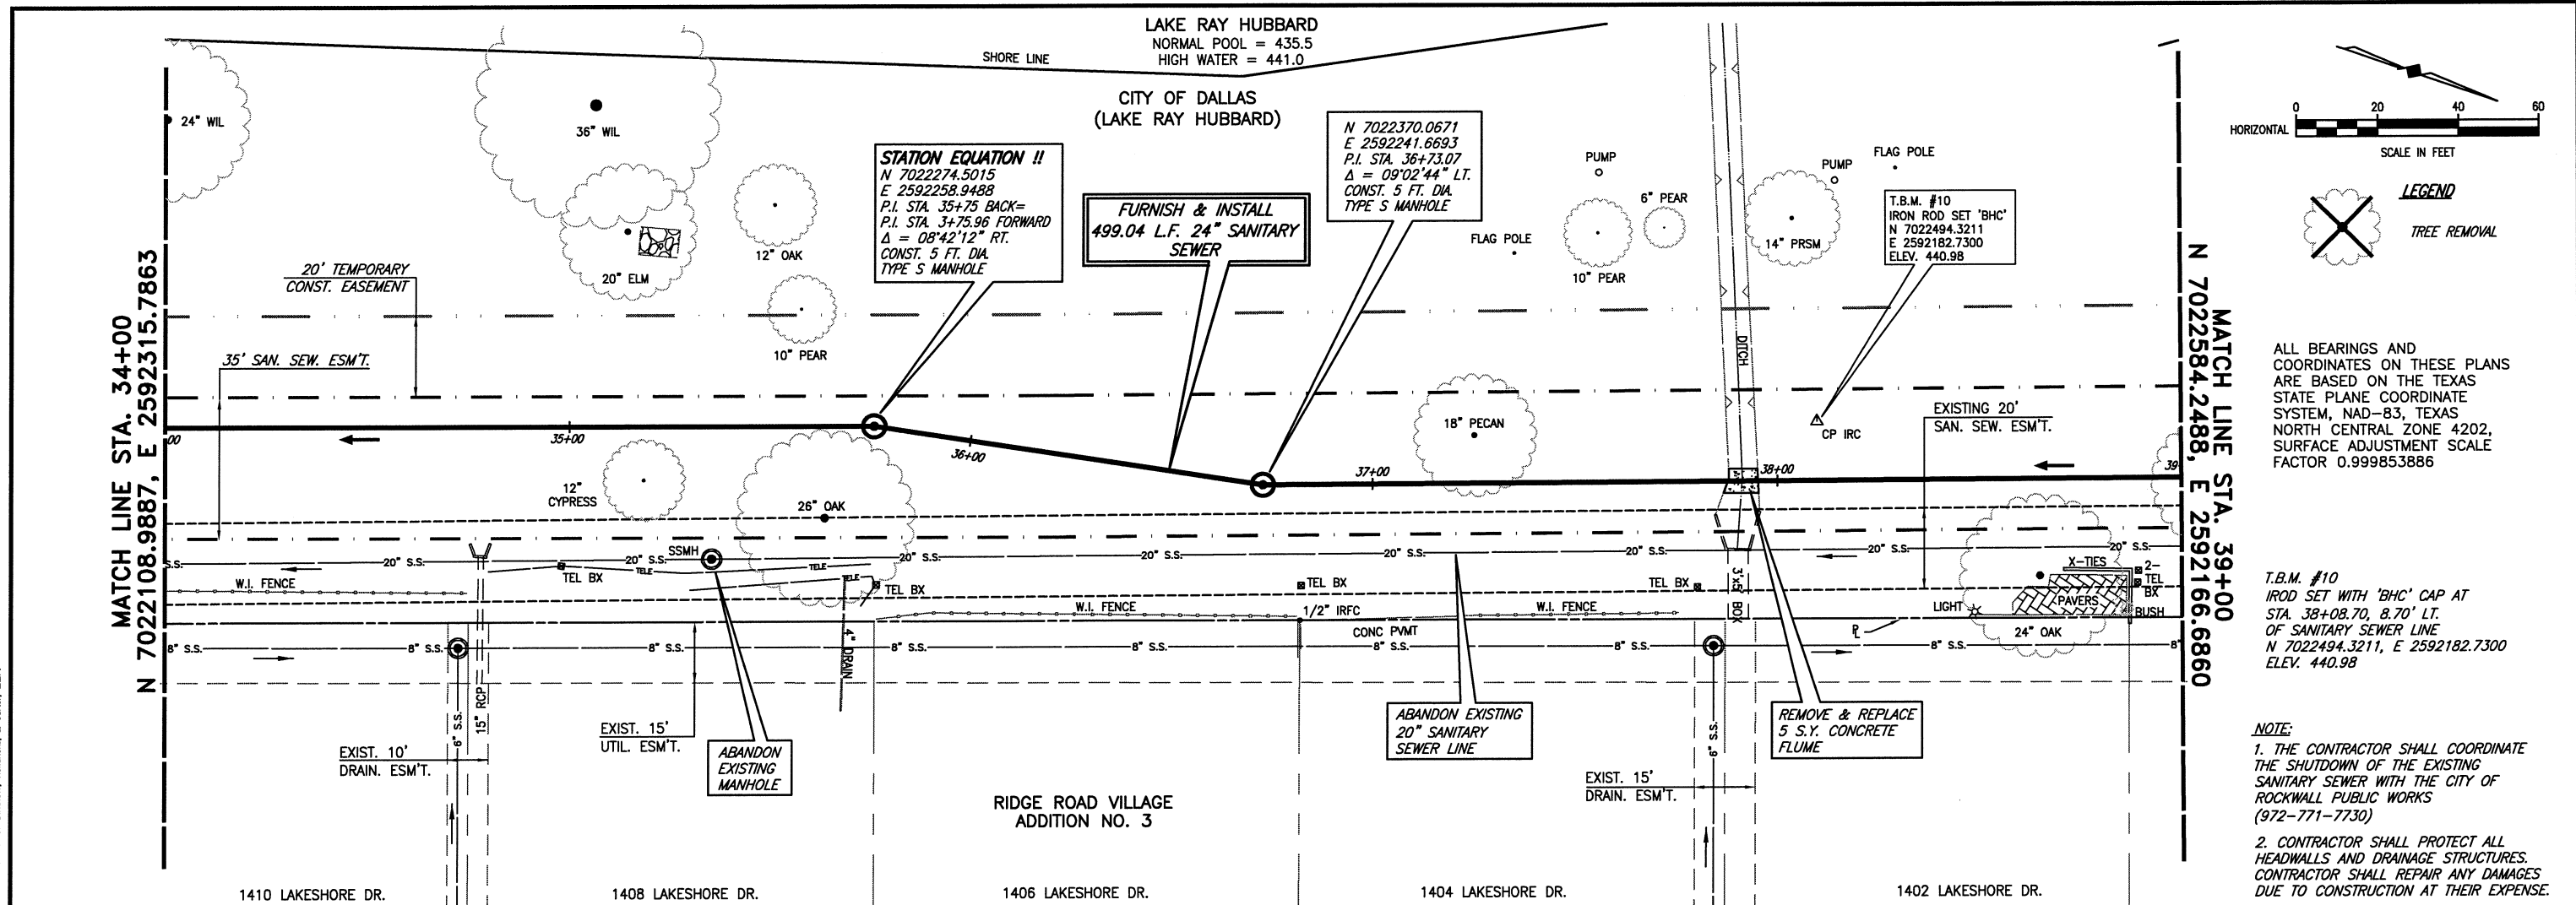 LAKE RAY HUBBARD
NORMAL POOL = 435.5
HIGH WATER = 441.0
SHORE LINE
CITY OF DALLAS
(LAKE RAY HUBBARD)
24" WIL
36" WIL
20" ELM
12" OAK
10" PEAR
STATION EQUATION !!
N 7022274.5015
E 2592258.9488
P.I. STA. 35+75 BACK=
P.I. STA. 3+75.96 FORWARD
Δ = 08°42'12" RT.
CONST. 5 FT. DIA.
TYPE S MANHOLE
FURNISH & INSTALL
499.04 L.F. 24" SANITARY
SEWER
N 7022370.0671
E 2592241.6693
P.I. STA. 36+73.07
Δ = 09°02'44" LT.
CONST. 5 FT. DIA.
TYPE S MANHOLE
PUMP
FLAG POLE
10" PEAR
6" PEAR
PUMP
14" PRSM
FLAG POLE
T.B.M. #10
IRON ROD SET 'BHC'
N 7022494.3211
E 2592182.7300
ELEV. 440.98
0 20 40 60
HORIZONTAL
SCALE IN FEET
LEGEND
TREE REMOVAL
20' TEMPORARY
CONST. EASEMENT
35' SAN. SEW. ESM'T.
MATCH LINE STA. 34+00
N 7022108.9887, E 2592315.7863
DITCH
CP IRC
18" PECAN
EXISTING 20'
SAN. SEW. ESM'T.
MATCH LINE STA. 39+00
N 7022584.2488, E 2592166.6860
ALL BEARINGS AND
COORDINATES ON THESE PLANS
ARE BASED ON THE TEXAS
STATE PLANE COORDINATE
SYSTEM, NAD-83, TEXAS
NORTH CENTRAL ZONE 4202,
SURFACE ADJUSTMENT SCALE
FACTOR 0.999853886
00
35+00
36+00
37+00
38+00
39
12"
CYPRESS
26" OAK
SSMH
S.S.
20" S.S.
20" S.S.
20" S.S.
20" S.S.
20" S.S.
20" S.S.
20" S.S.
20" S.S.
TEL BX
TELE
TELE
TELE
TEL BX
TEL BX
TEL BX
W.I. FENCE
W.I. FENCE
W.I. FENCE
1/2" IRFC
CONC PVMT
3'x5' BOX
X-TIES
2-
TEL
BX
PAVERS
BUSH
LIGHT
24" OAK
PL
8" S.S.
8" S.S.
8" S.S.
8" S.S.
8" S.S.
8" S.S.
8" S.S.
8" S.S.
8"
15" RCP
6" S.S.
4" DRAIN
6" S.S.
EXIST. 10'
DRAIN. ESM'T.
EXIST. 15'
UTIL. ESM'T.
ABANDON
EXISTING
MANHOLE
ABANDON EXISTING
20" SANITARY
SEWER LINE
REMOVE & REPLACE
5 S.Y. CONCRETE
FLUME
EXIST. 15'
DRAIN. ESM'T.
RIDGE ROAD VILLAGE
ADDITION NO. 3
1410 LAKESHORE DR.
1408 LAKESHORE DR.
1406 LAKESHORE DR.
1404 LAKESHORE DR.
1402 LAKESHORE DR.
T.B.M. #10
IROD SET WITH 'BHC' CAP AT
STA. 38+08.70, 8.70' LT.
OF SANITARY SEWER LINE
N 7022494.3211, E 2592182.7300
ELEV. 440.98
NOTE:
1. THE CONTRACTOR SHALL COORDINATE
THE SHUTDOWN OF THE EXISTING
SANITARY SEWER WITH THE CITY OF
ROCKWALL PUBLIC WORKS
(972-771-7730)
2. CONTRACTOR SHALL PROTECT ALL
HEADWALLS AND DRAINAGE STRUCTURES.
CONTRACTOR SHALL REPAIR ANY DAMAGES
DUE TO CONSTRUCTION AT THEIR EXPENSE.